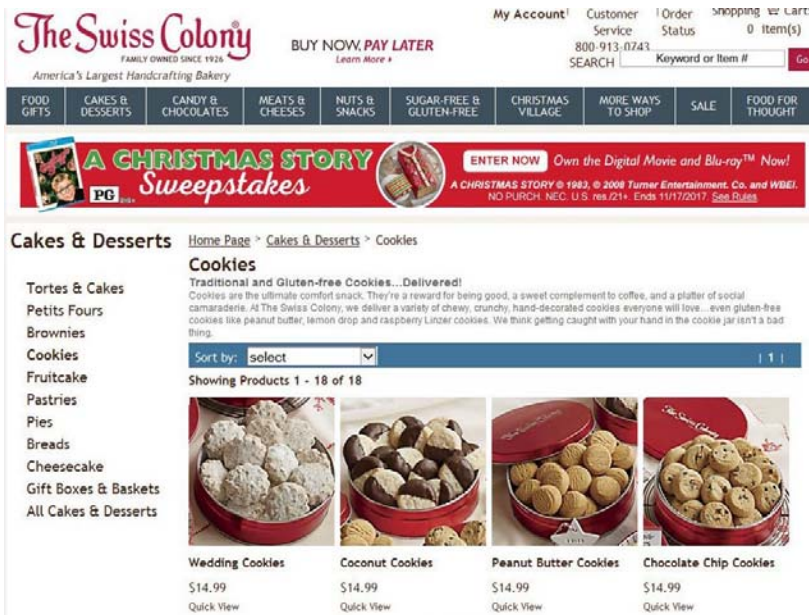 The Swiss Colony
FAMILY OWNED SINCE 1926
America's Largest Handcrafting Bakery
BUY NOW, PAY LATER
Learn More
My Account
Customer Service
800-913-0743
Order Status
Shopping Cart
0 Item(s)
SEARCH
Keyword or Item #
Go
FOOD GIFTS
CAKES & DESSERTS
CANDY & CHOCOLATES
MEATS & CHEESES
NUTS & SNACKS
SUGAR-FREE & GLUTEN-FREE
CHRISTMAS VILLAGE
MORE WAYS TO SHOP
SALE
FOOD FOR THOUGHT
PG
A CHRISTMAS STORY
Sweepstakes
ENTER NOW Own the Digital Movie and Blu-ray™ Now!
A CHRISTMAS STORY © 1983, © 2008 Turner Entertainment. Co. and WBEI.
NO PURCH. NEC. U.S. res./21+. Ends 11/17/2017. See Rules
Cakes & Desserts
Tortes & Cakes
Petits Fours
Brownies
Cookies
Fruitcake
Pastries
Pies
Breads
Cheesecake
Gift Boxes & Baskets
All Cakes & Desserts
Home Page > Cakes & Desserts > Cookies
Cookies
Traditional and Gluten-free Cookies...Delivered!
Cookies are the ultimate comfort snack. They're a reward for being good, a sweet complement to coffee, and a platter of social
camaraderie. At The Swiss Colony, we deliver a variety of chewy, crunchy, hand-decorated cookies everyone will love...even gluten-free
cookies like peanut butter, lemon drop and raspberry Linzer cookies. We think getting caught with your hand in the cookie jar isn't a bad
thing.
Sort by: select | 1 |
Showing Products 1 - 18 of 18
The Swiss Colony
The Swiss Colony
Wedding Cookies
$14.99
Quick View
Coconut Cookies
$14.99
Quick View
Peanut Butter Cookies
$14.99
Quick View
Chocolate Chip Cookies
$14.99
Quick View